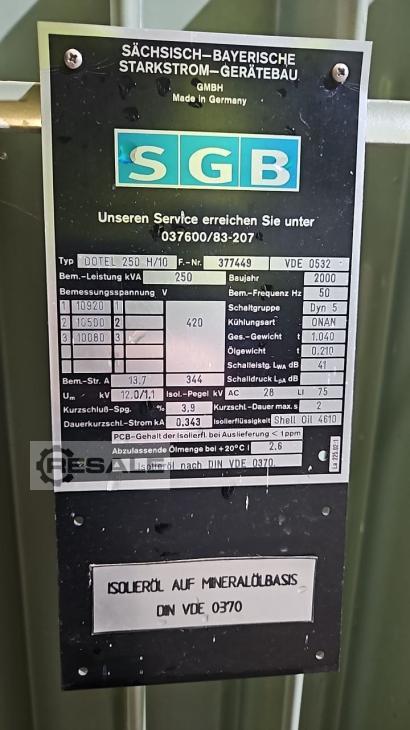 SÄCHSISCH-BAYERISCHE
STARKSTROM-GERÄTEBAU
GMBH
Made in Germany
SGB
Unseren Service erreichen Sie unter
037600/83-207
Typ DOTEL 250 H/10 F.-Nr. 377449 VDE 0532
Bem.-Leistung kVA 250 Baujahr 2000
Bemessungsspannung V Bem.-Frequenz Hz 50
1 10920 1 Schaltgruppe Dyn 5
2 10500 2 420 Kühlungsart ONAN
3 10080 3 Ges.-Gewicht t 1.040
Ölgewicht t 0.210
Schalleistg. LWA dB 41
Bem.-Str. A 13,7 344 Schalldruck LpA dB
Um kV 12.0/1.1 Isol.-Pegel kV AC 28 LI 75
Kurzschluß-Spg. % 3,9 Kurzschl.-Dauer max. s 2
Dauerkurzschl.-Strom kA 0,343 Isolierflüssigkeit Shell Oil 4610
PCB-Gehalt der Isolierfl. bei Auslieferung < 1 ppm
Abzulassende Ölmenge bei +20°C l 2.6
Isolieröl nach DIN VDE 0370.
RESALE
ISOLIERÖL AUF MINERALÖLBASIS
DIN VDE 0370